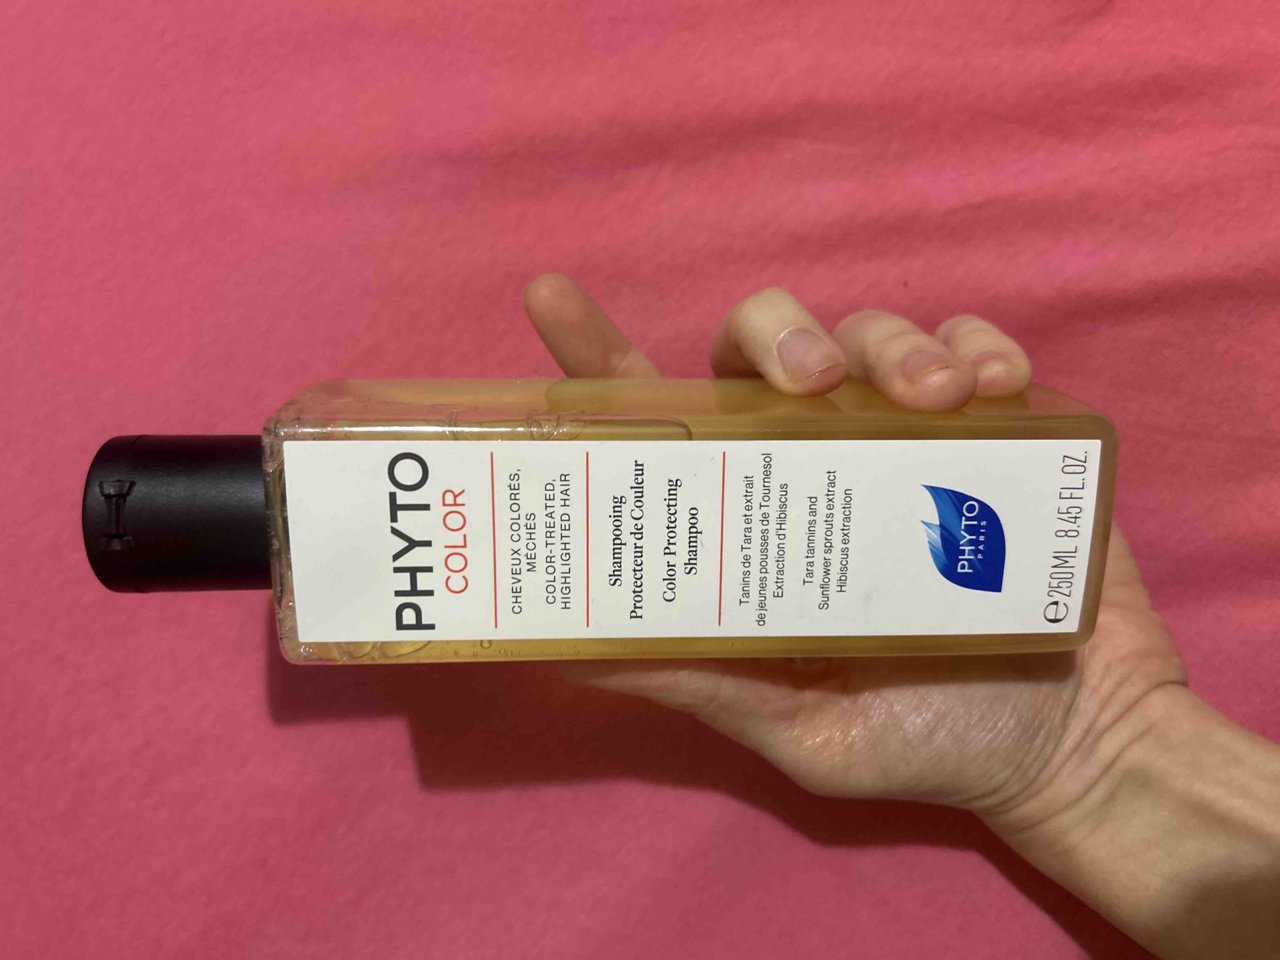 PHYTO
COLOR
CHEVEUX COLORÉS,
MÉCHÉS
COLOR-TREATED,
HIGHLIGHTED HAIR
Shampooing
Protecteur de Couleur
Color Protecting
Shampoo
Tanins de Tara et extrait
de jeunes pousses de Tournesol
Extraction d'Hibiscus
Tara tannins and
Sunflower sprouts extract
Hibiscus extraction
PHYTO
PARIS
℮250ML 8.45 FL.OZ.